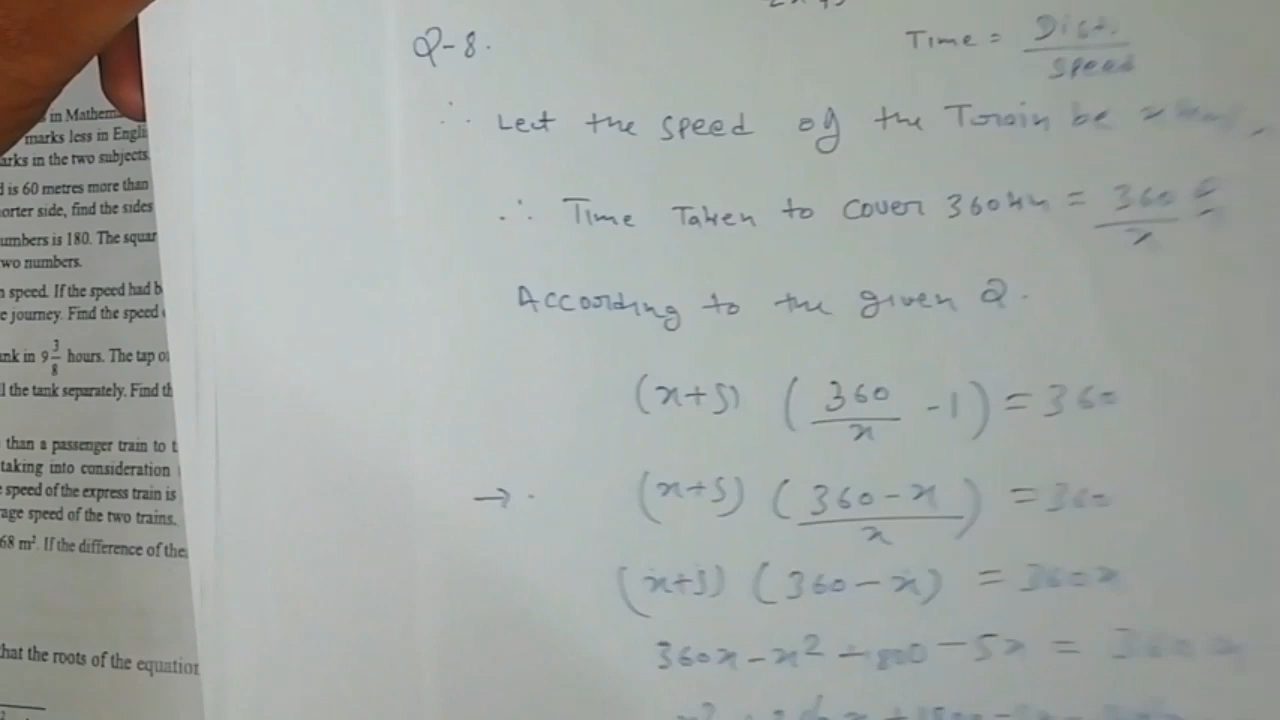 Q-8.
Time = Dist. / Speed
∴ Let the speed of the Train be x
∴ Time Taken to cover 360km = 360 / x
According to the given Q.
(x+5) (360/x - 1) = 360
→ (x+5) (360-x / x) = 360
(x+5) (360-x) = 360x
360x - x² + 1800 - 5x = 360x
in Mathem
marks less in Engli
arks in the two subjects.
d is 60 metres more than
orter side, find the sides
umbers is 180. The squar
wo numbers.
n speed. If the speed had b
e journey. Find the speed
ank in 9 3/8 hours. The tap o
l the tank separately. Find th
than a passenger train to t
taking into consideration
speed of the express train is
age speed of the two trains.
68 m². If the difference of the
hat the roots of the equation